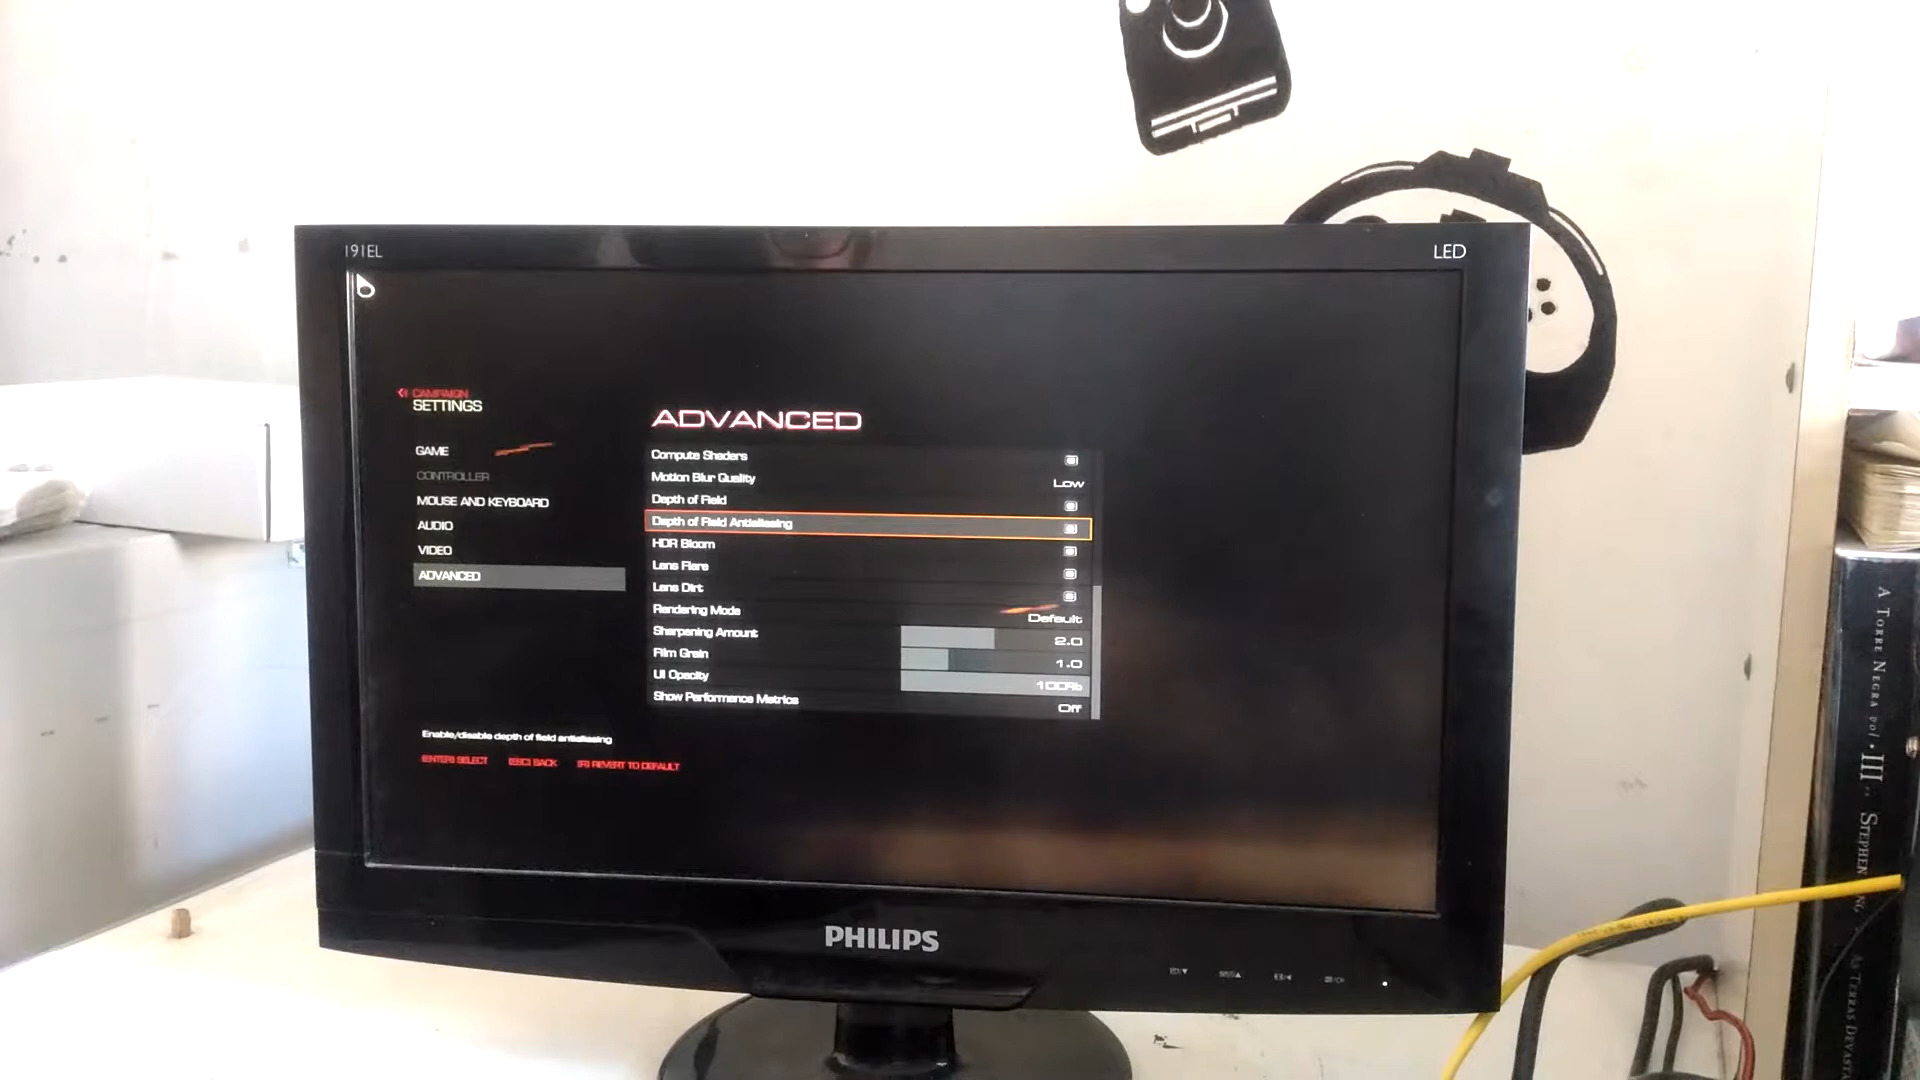 191EL
LED
CAMPAIGN
SETTINGS
GAME
CONTROLLER
MOUSE AND KEYBOARD
AUDIO
VIDEO
ADVANCED
ADVANCED
Compute Shaders
Motion Blur Quality Low
Depth of Field
Depth of Field Antialiasing
HDR Bloom
Lens Flare
Lens Dirt
Rendering Mode Default
Sharpening Amount 2.0
Film Grain 1.0
UI Opacity 100%
Show Performance Metrics Off
Enable/disable depth of field antialiasing
[ENTER] SELECT [ESC] BACK [R] REVERT TO DEFAULT
PHILIPS
A TORRE NEGRA vol. III
STEPHEN
AS TERRAS